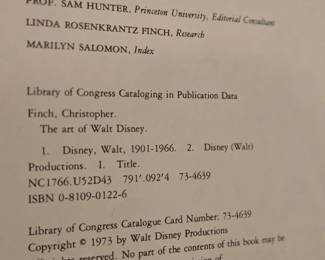 PROF. SAM HUNTER, Princeton University, Editorial Consultant
LINDA ROSENKRANTZ FINCH, Research
MARILYN SALOMON, Index
Library of Congress Cataloging in Publication Data
Finch, Christopher.
The art of Walt Disney.
1. Disney, Walt, 1901-1966. 2. Disney (Walt)
Productions. I. Title.
NC1766.U52D43 791'.092'4 73-4639
ISBN 0-8109-0122-6
Library of Congress Catalogue Card Number: 73-4639
Copyright © 1973 by Walt Disney Productions
All rights reserved. No part of the contents of this book may be